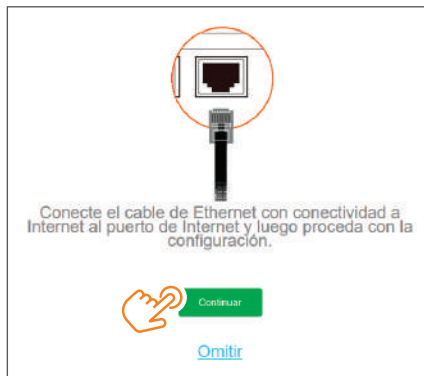 Conecte el cable de Ethernet con conectividad a
Internet al puerto de Internet y luego proceda con la
configuración.
Continuar
Omitir